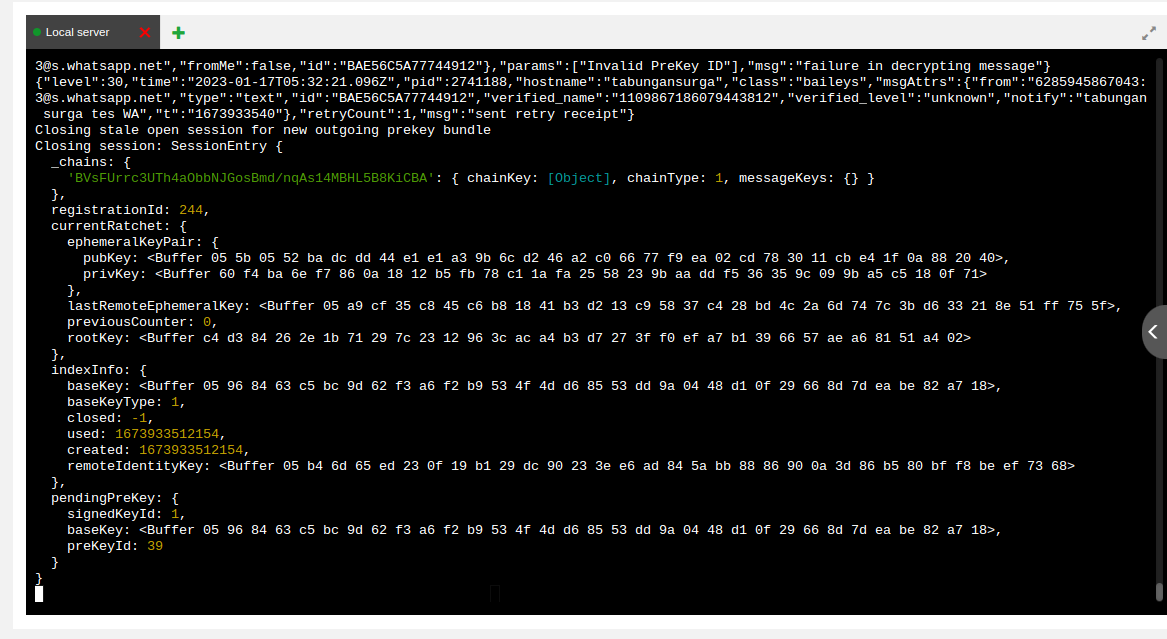 Local server
3@s.whatsapp.net","fromMe":false,"id":"BAE56C5A77744912"},"params":["Invalid PreKey ID"],"msg":"failure in decrypting message"}
{"level":30,"time":"2023-01-17T05:32:21.096Z","pid":2741188,"hostname":"tabungansurga","class":"baileys","msgAttrs":{"from":"6285945867043:
3@s.whatsapp.net","type":"text","id":"BAE56C5A77744912","verified_name":"1109867186079443812","verified_level":"unknown","notify":"tabungan
surga tes WA","t":"1673933540"},"retryCount":1,"msg":"sent retry receipt"}
Closing stale open session for new outgoing prekey bundle
Closing session: SessionEntry {
  _chains: {
    'BVsFUrrc3UTh4aObbNJGosBmd/nqAs14MBHL5B8KiCBA': { chainKey: [Object], chainType: 1, messageKeys: {} }
  },
  registrationId: 244,
  currentRatchet: {
    ephemeralKeyPair: {
      pubKey: <Buffer 05 5b 05 52 ba dc dd 44 e1 e1 a3 9b 6c d2 46 a2 c0 66 77 f9 ea 02 cd 78 30 11 cb e4 1f 0a 88 20 40>,
      privKey: <Buffer 60 f4 ba 6e f7 86 0a 18 12 b5 fb 78 c1 1a fa 25 58 23 9b aa dd f5 36 35 9c 09 9b a5 c5 18 0f 71>
    },
    lastRemoteEphemeralKey: <Buffer 05 a9 cf 35 c8 45 c6 b8 18 41 b3 d2 13 c9 58 37 c4 28 bd 4c 2a 6d 74 7c 3b d6 33 21 8e 51 ff 75 5f>,
    previousCounter: 0,
    rootKey: <Buffer c4 d3 84 26 2e 1b 71 29 7c 23 12 96 3c ac a4 b3 d7 27 3f f0 ef a7 b1 39 66 57 ae a6 81 51 a4 02>
  },
  indexInfo: {
    baseKey: <Buffer 05 96 84 63 c5 bc 9d 62 f3 a6 f2 b9 53 4f 4d d6 85 53 dd 9a 04 48 d1 0f 29 66 8d 7d ea be 82 a7 18>,
    baseKeyType: 1,
    closed: -1,
    used: 1673933512154,
    created: 1673933512154,
    remoteIdentityKey: <Buffer 05 b4 6d 65 ed 23 0f 19 b1 29 dc 90 23 3e e6 ad 84 5a bb 88 86 90 0a 3d 86 b5 80 bf f8 be ef 73 68>
  },
  pendingPreKey: {
    signedKeyId: 1,
    baseKey: <Buffer 05 96 84 63 c5 bc 9d 62 f3 a6 f2 b9 53 4f 4d d6 85 53 dd 9a 04 48 d1 0f 29 66 8d 7d ea be 82 a7 18>,
    preKeyId: 39
  }
}